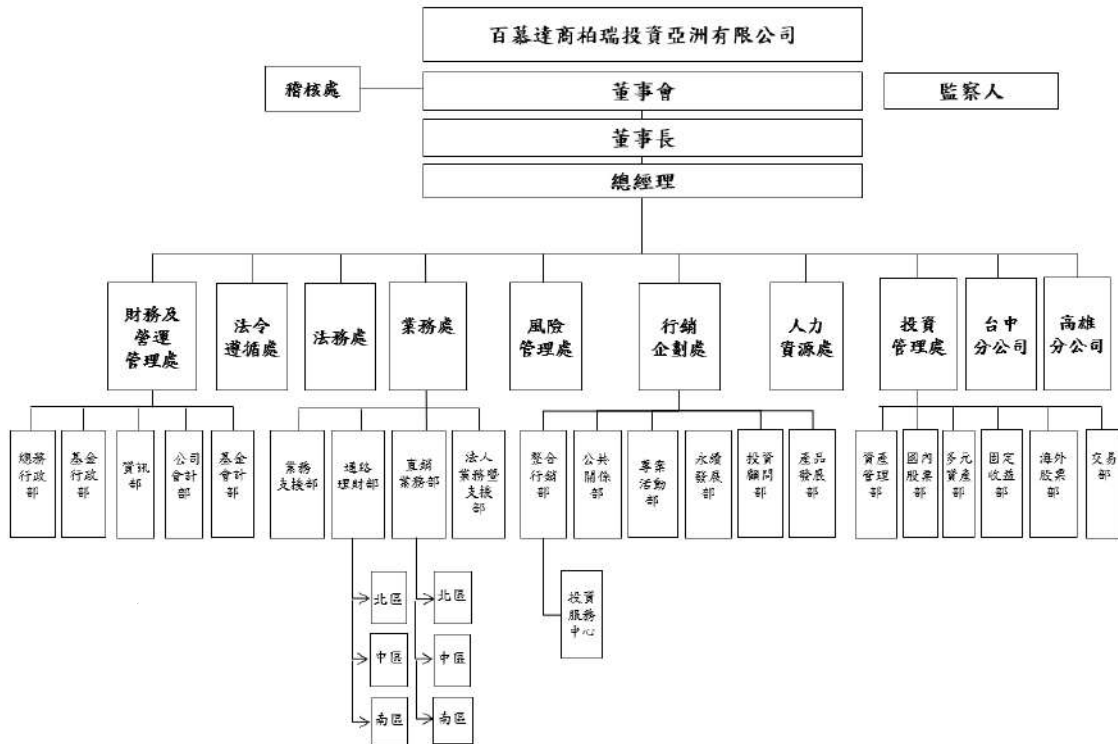 百慕達商柏瑞投資亞洲有限公司
稽核處
董事會
監察人
董事長
總經理
財務及
營運
管理處
法令
遵循處
法務處
業務處
風險
管理處
行銷
企劃處
人力
資源處
投資
管理處
台中
分公司
高雄
分公司
總務
行政
部
基金
行政
部
資訊
部
公司
會計
部
基金
會計
部
業務
支援部
通路
理財部
直銷
業務部
法人
業務暨
支援
部
整合
行銷
部
公共
關係
部
專案
活動
部
永續
發展
部
投資
顧問
部
產品
發展
部
資產
管理
部
國內
股票
部
多元
資產
部
固定
收益
部
海外
股票
部
交易
部
北區
北區
投資
服務
中心
中區
中區
南區
南區